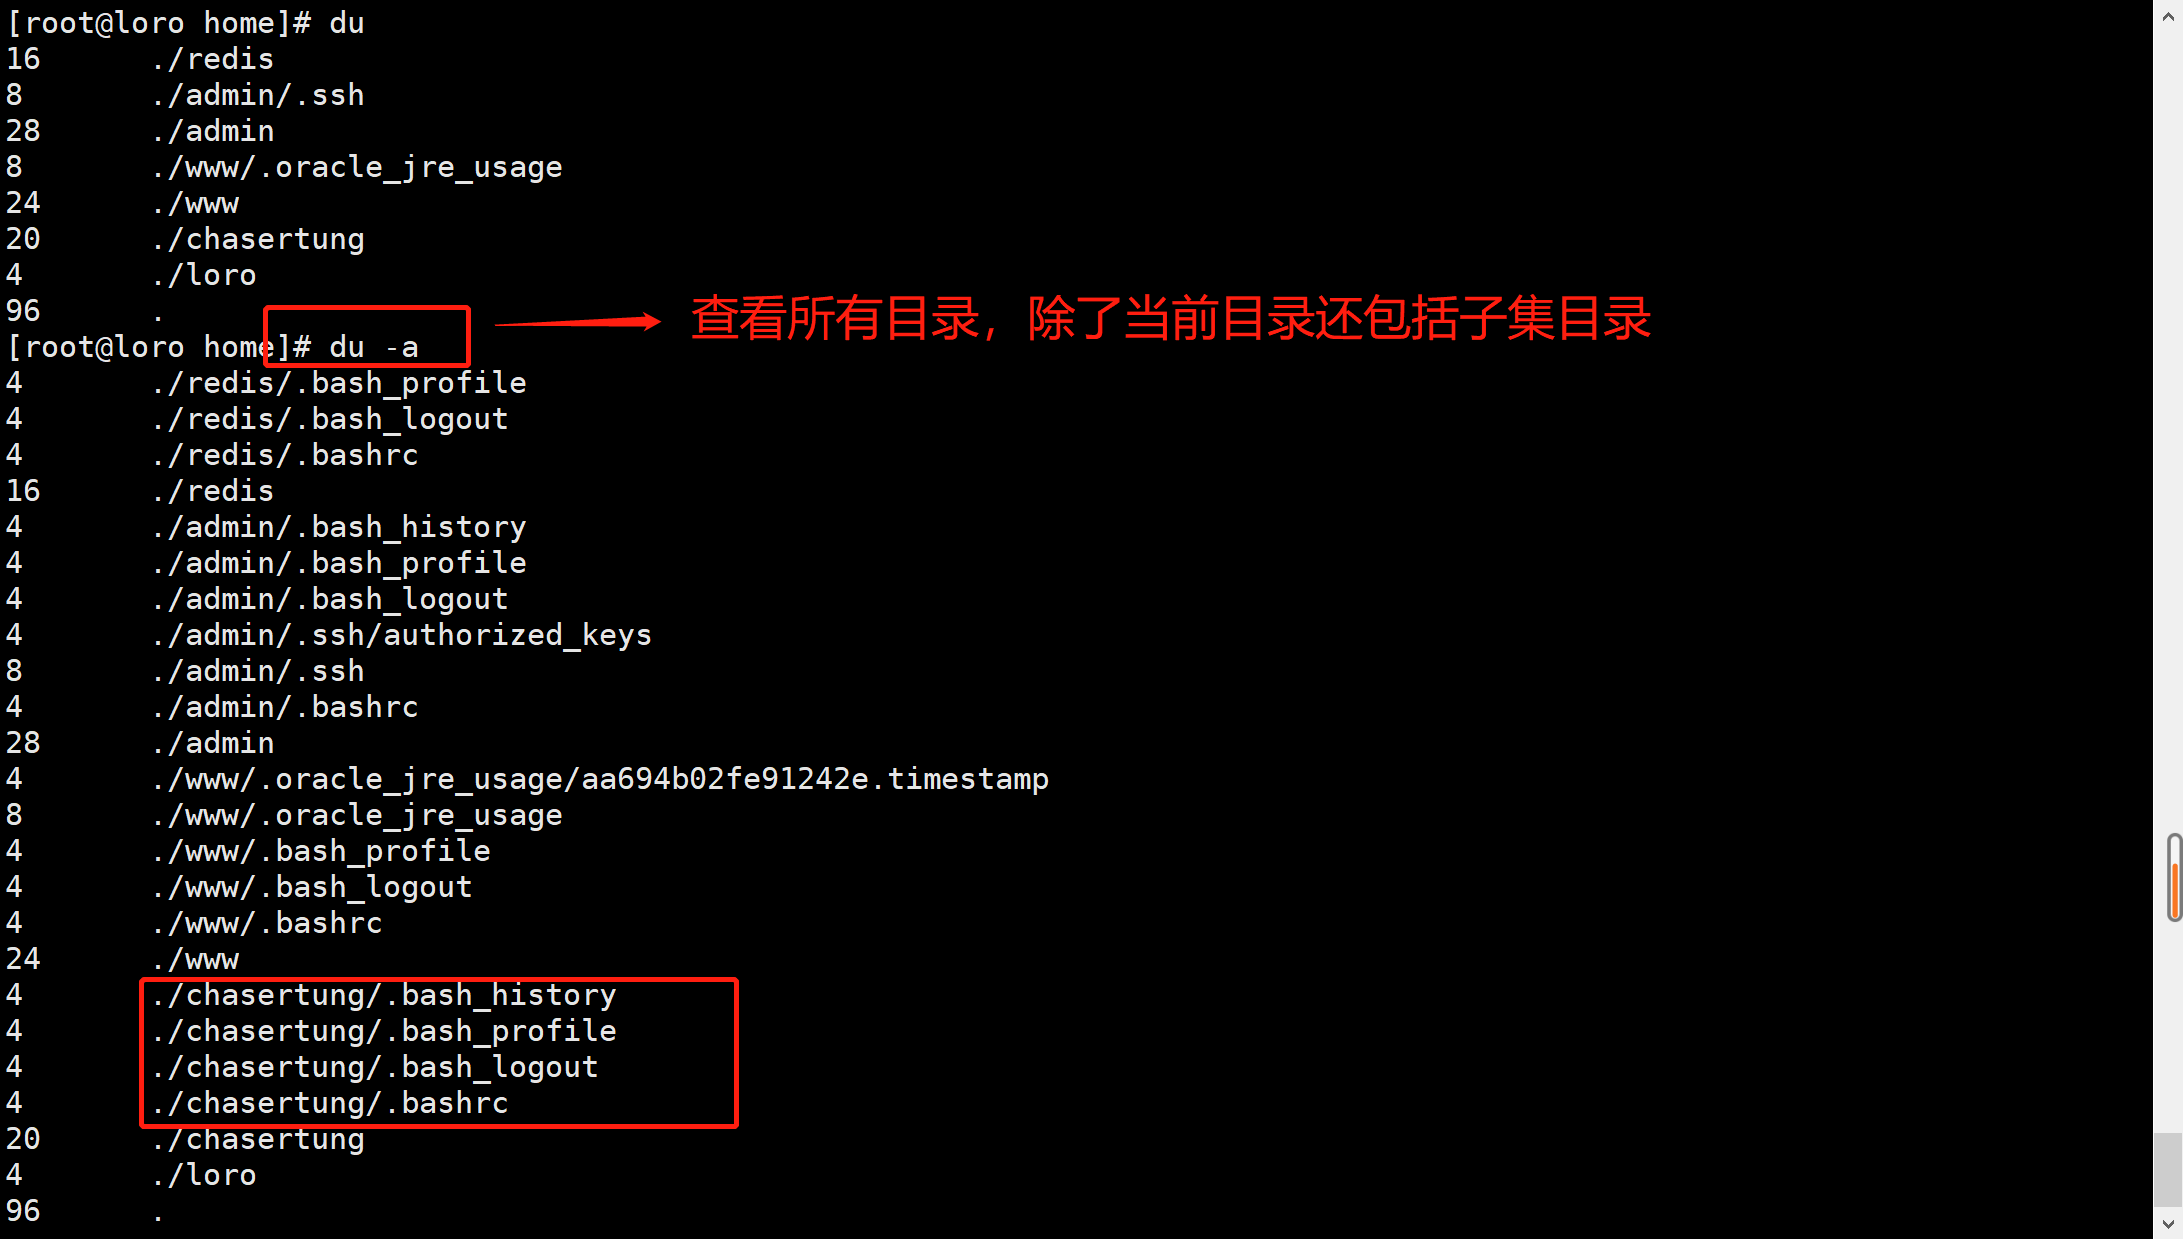 [root@loro home]# du
16 ./redis
8 ./admin/.ssh
28 ./admin
8 ./www/.oracle_jre_usage
24 ./www
20 ./chasertung
4 ./loro
96 .
查看所有目录，除了当前目录还包括子集目录
[root@loro home]# du -a
4 ./redis/.bash_profile
4 ./redis/.bash_logout
4 ./redis/.bashrc
16 ./redis
4 ./admin/.bash_history
4 ./admin/.bash_profile
4 ./admin/.bash_logout
4 ./admin/.ssh/authorized_keys
8 ./admin/.ssh
4 ./admin/.bashrc
28 ./admin
4 ./www/.oracle_jre_usage/aa694b02fe91242e.timestamp
8 ./www/.oracle_jre_usage
4 ./www/.bash_profile
4 ./www/.bash_logout
4 ./www/.bashrc
24 ./www
4 ./chasertung/.bash_history
4 ./chasertung/.bash_profile
4 ./chasertung/.bash_logout
4 ./chasertung/.bashrc
20 ./chasertung
4 ./loro
96 .